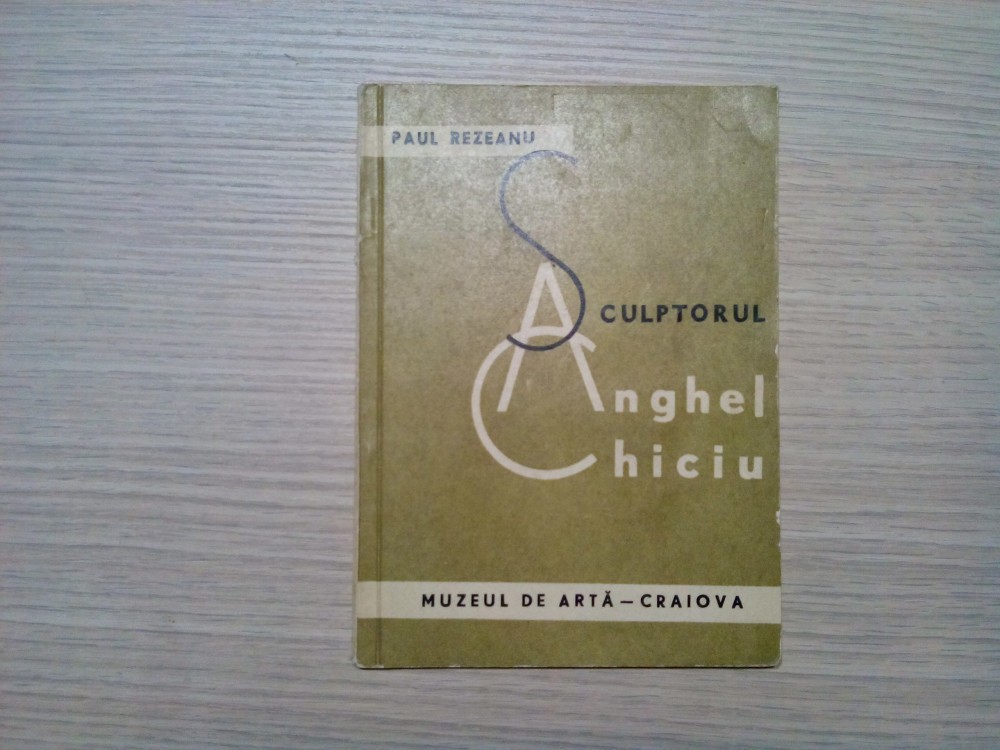 PAUL REZEANU
SCULPTORUL
Anghel
Chiciu
MUZEUL DE ARTĂ — CRAIOVA